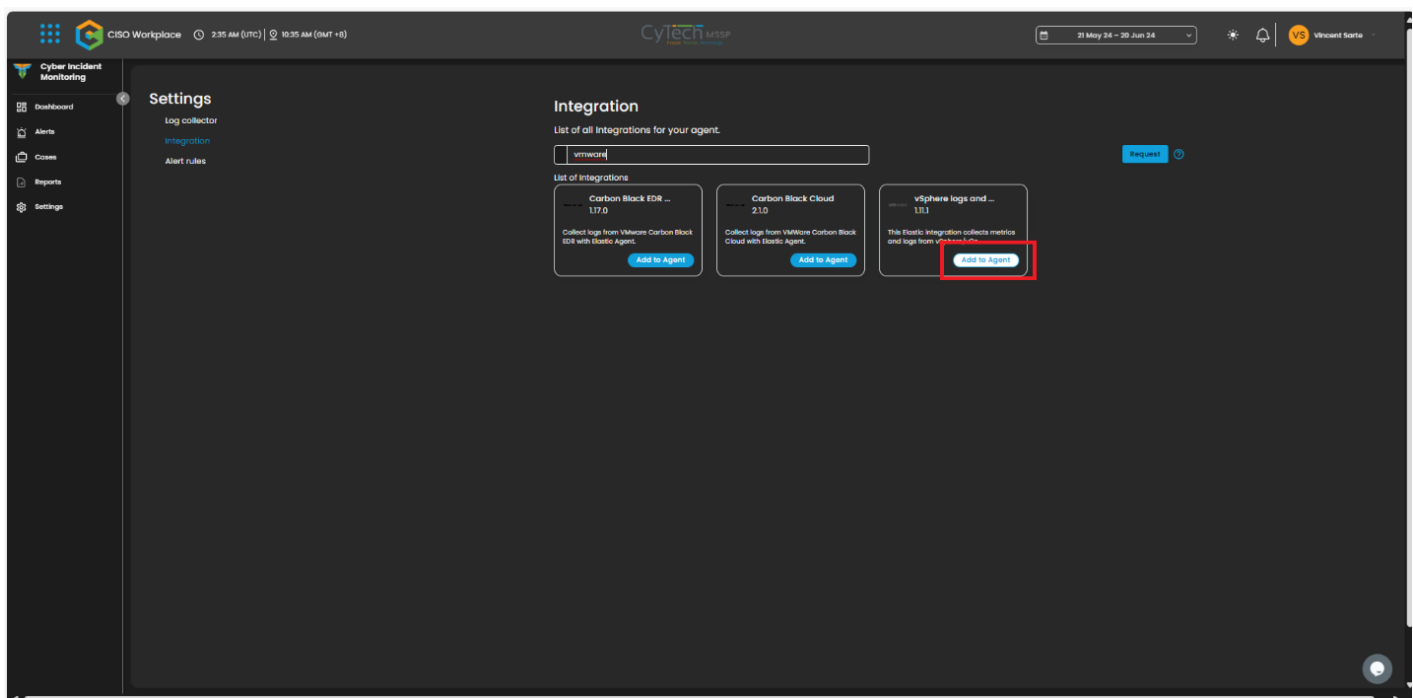 CISO Workplace 2:35 AM (UTC) | 10:35 AM (GMT +8)
CyTech MSSP
21 May 24 – 20 Jun 24
VS Vincent Sarte
Cyber Incident
Monitoring
Dashboard
Alerts
Cases
Reports
Settings
Settings
Log collector
Integration
Alert rules
Integration
List of all Integrations for your agent.
vmware
Request
List of Integrations
Carbon Black EDR ...
1.17.0
Collect logs from VMware Carbon Black
EDR with Elastic Agent.
Add to Agent
Carbon Black Cloud
2.1.0
Collect logs from VMWare Carbon Black
Cloud with Elastic Agent.
Add to Agent
vSphere logs and ...
1.11.1
This Elastic integration collects metrics
and logs from
Add to Agent